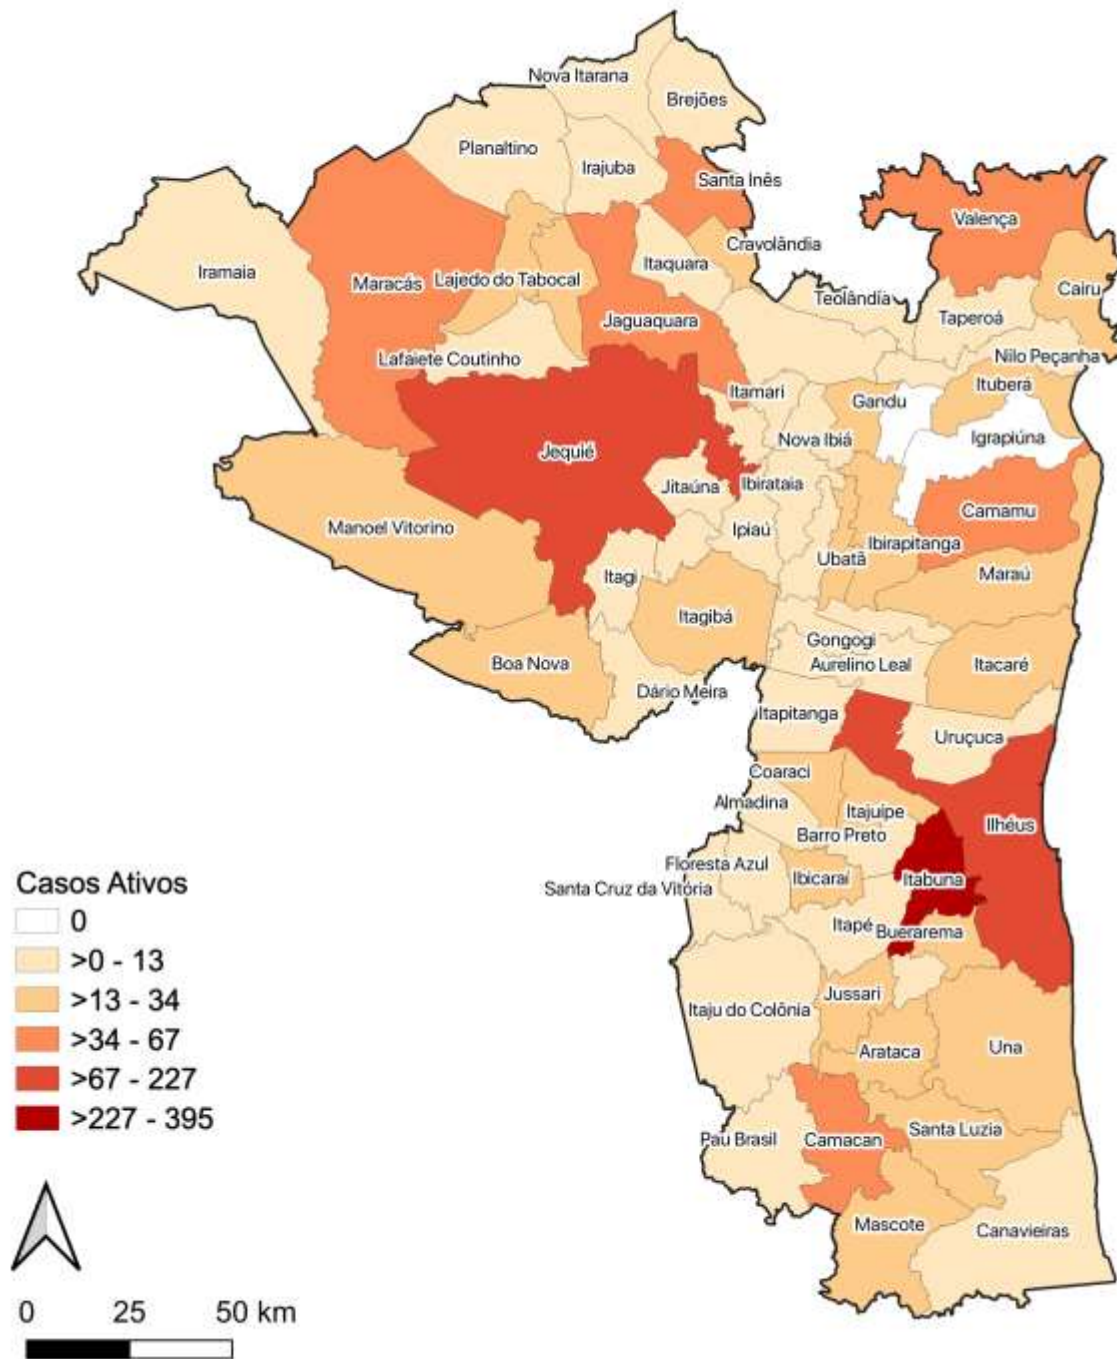 Nova Itarana
Brejões
Planaltino
Irajuba
Santa Inês
Valença
Cravolândia
Itaquara
Iramaia
Maracás
Lajedo do Tabocal
Cairu
Teolândia
Taperoá
Jaguaquara
Nilo Peçanha
Lafaiete Coutinho
Ituberá
Itamari
Gandu
Igrapiúna
Nova Ibiá
Jequié
Jitaúna
Ibirataia
Camamu
Manoel Vitorino
Ipiaú
Ibirapitanga
Ubatã
Maraú
Itagi
Itagibá
Gongogi
Boa Nova
Aurelino Leal
Itacaré
Dário Meira
Itapitanga
Uruçuca
Coaraci
Almadina
Itajuípe
Ilhéus
Barro Preto
Floresta Azul
Ibicaraí
Itabuna
Santa Cruz da Vitória
Itapé
Buerarema
Jussari
Itaju do Colônia
Arataca
Una
Santa Luzia
Pau Brasil
Camacan
Mascote
Canavieiras
Casos Ativos
0
>0 - 13
>13 - 34
>34 - 67
>67 - 227
>227 - 395
0 25 50 km